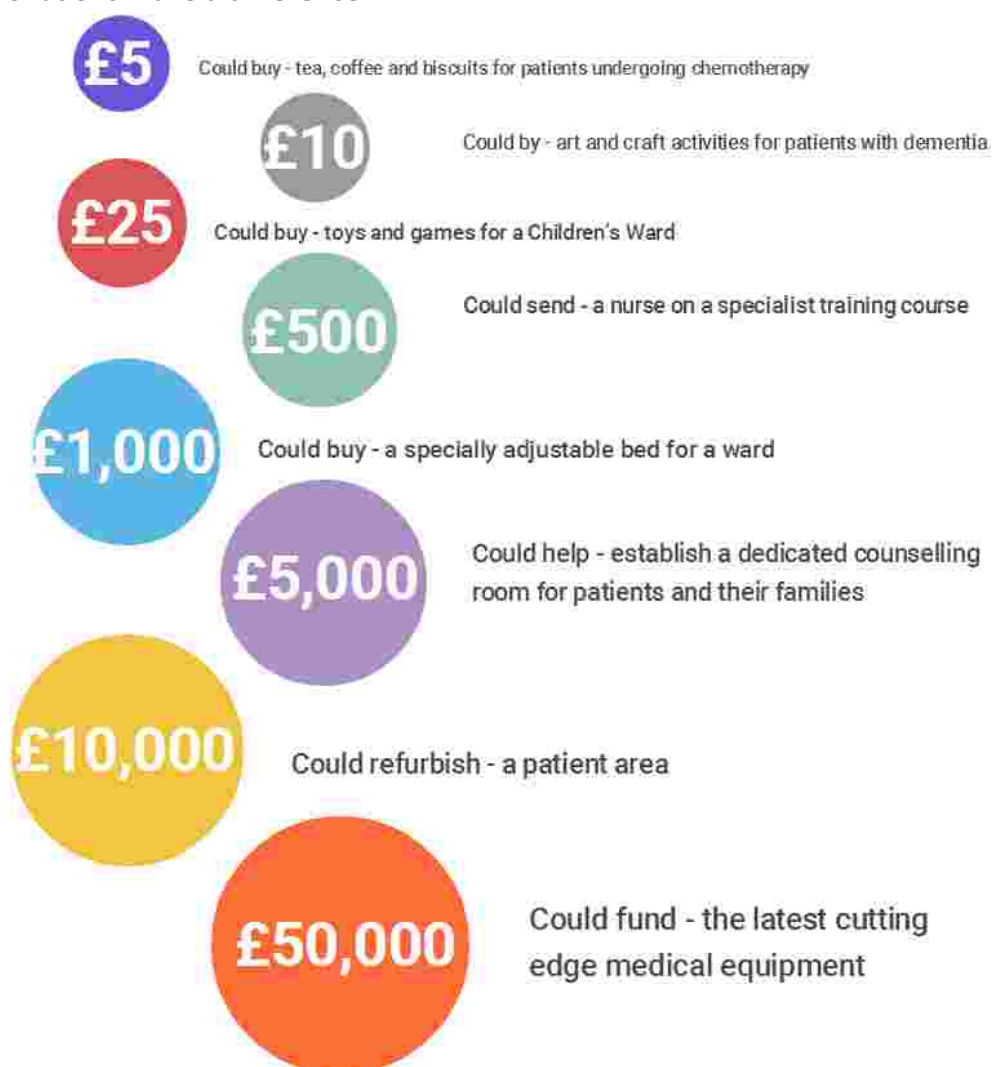 £5
Could buy - tea, coffee and biscuits for patients undergoing chemotherapy
£10
Could by - art and craft activities for patients with dementia
£25
Could buy - toys and games for a Children's Ward
£500
Could send - a nurse on a specialist training course
£1,000
Could buy - a specially adjustable bed for a ward
£5,000
Could help - establish a dedicated counselling
room for patients and their families
£10,000
Could refurbish - a patient area
£50,000
Could fund - the latest cutting
edge medical equipment